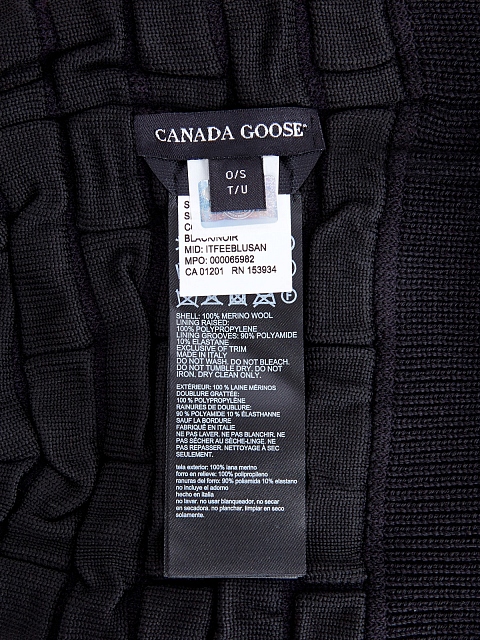 CANADA GOOSE
O/S
T/U
BLACK/NOIR
MID: ITFEEBLUSAN
MPO: 000065982
CA 01201 RN 153934
SHELL: 100% MERINO WOOL
LINING RAISED:
100% POLYPROPYLENE
LINING GROOVES: 90% POLYAMIDE
10% ELASTANE
EXCLUSIVE OF TRIM
MADE IN ITALY
DO NOT WASH. DO NOT BLEACH.
DO NOT TUMBLE DRY. DO NOT
IRON. DRY CLEAN ONLY.
EXTÉRIEUR: 100 % LAINE MÉRINOS
DOUBLURE GRATTÉE:
100 % POLYPROPYLÈNE
RAINURES DE DOUBLURE:
90 % POLYAMIDE 10 % ÉLASTHANNE
SAUF LA BORDURE
FABRIQUÉ EN ITALIE
NE PAS LAVER. NE PAS BLANCHIR. NE
PAS SÉCHER AU SÈCHE-LINGE. NE
PAS REPASSER. NETTOYAGE À SEC
SEULEMENT.
tela exterior: 100% lana merino
forro en relieve: 100% polipropileno
ranuras del forro: 90% poliamida 10% elastano
no incluye el adorno
hecho en italia
no lavar. no usar blanqueador. no secar
en secadora. no planchar. limpiar en seco
solamente.